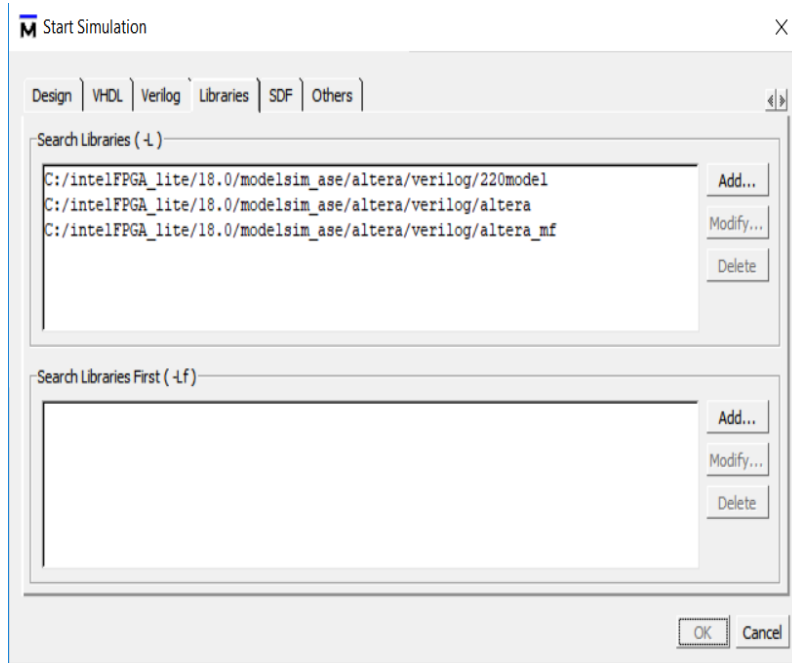 Start Simulation
Design VHDL Verilog Libraries SDF Others
Search Libraries ( -L )
C:/intelFPGA_lite/18.0/modelsim_ase/altera/verilog/220model
C:/intelFPGA_lite/18.0/modelsim_ase/altera/verilog/altera
C:/intelFPGA_lite/18.0/modelsim_ase/altera/verilog/altera_mf
Add...
Modify...
Delete
Search Libraries First ( -Lf )
Add...
Modify...
Delete
OK Cancel